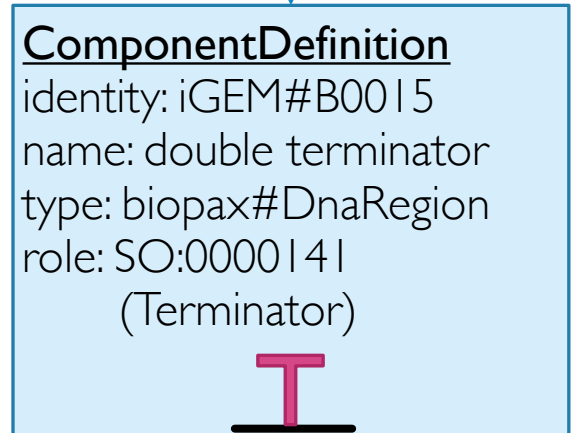 ComponentDefinition
identity: iGEM#B0015
name: double terminator
type: biopax#DnaRegion
role: SO:0000141
(Terminator)